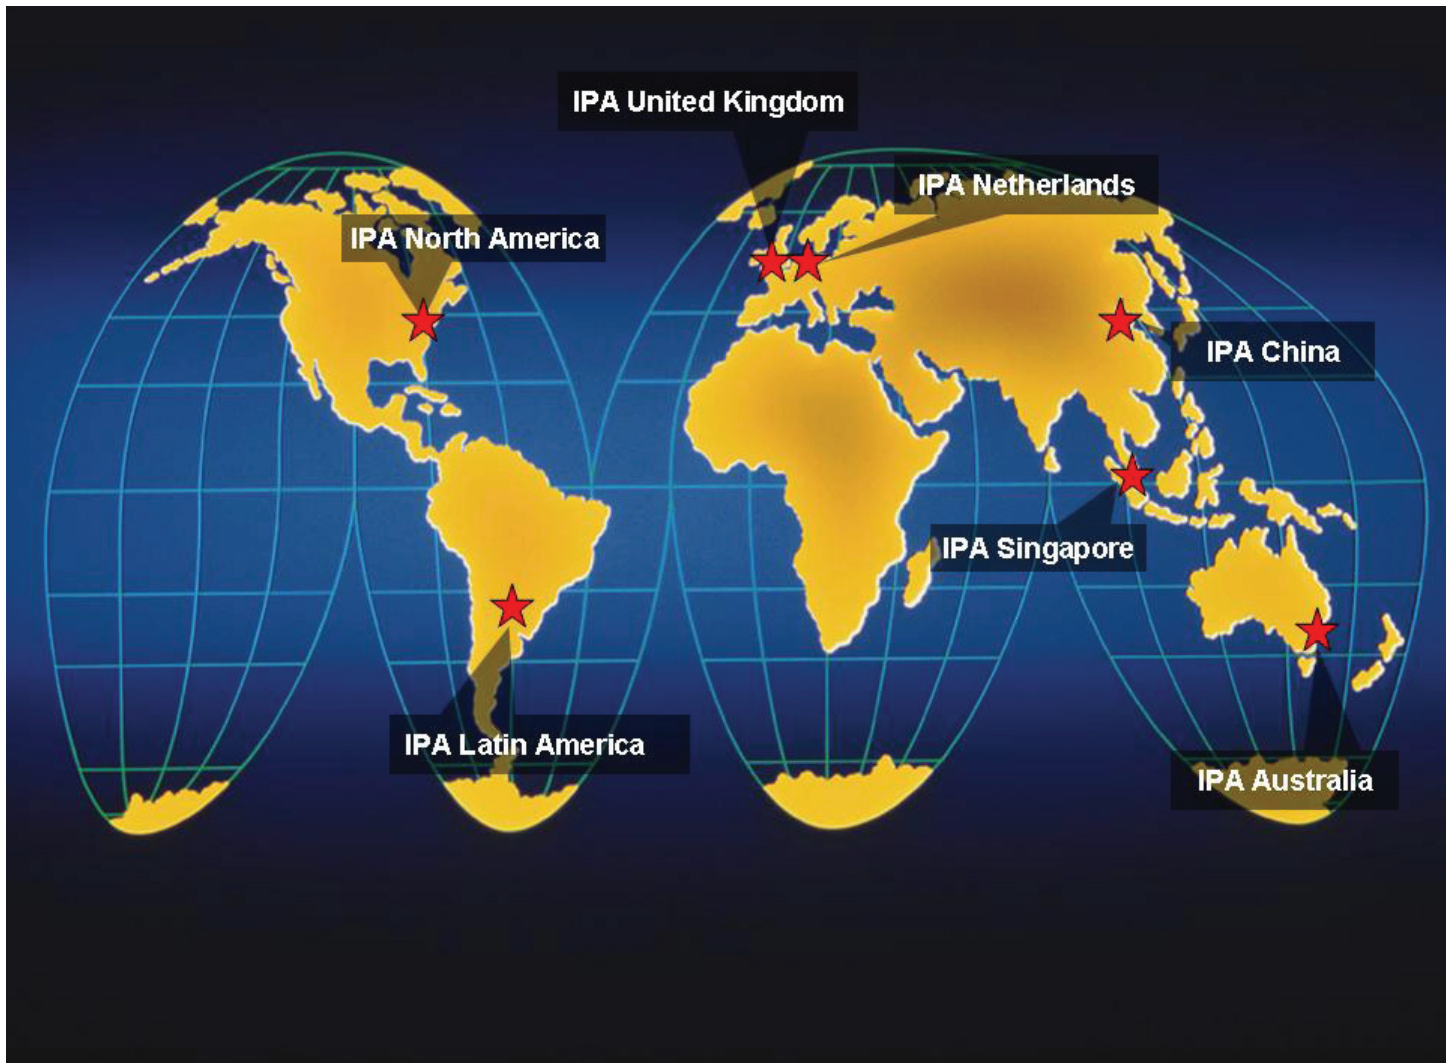 IPA United Kingdom
IPA Netherlands
IPA North America
IPA China
IPA Singapore
IPA Latin America
IPA Australia